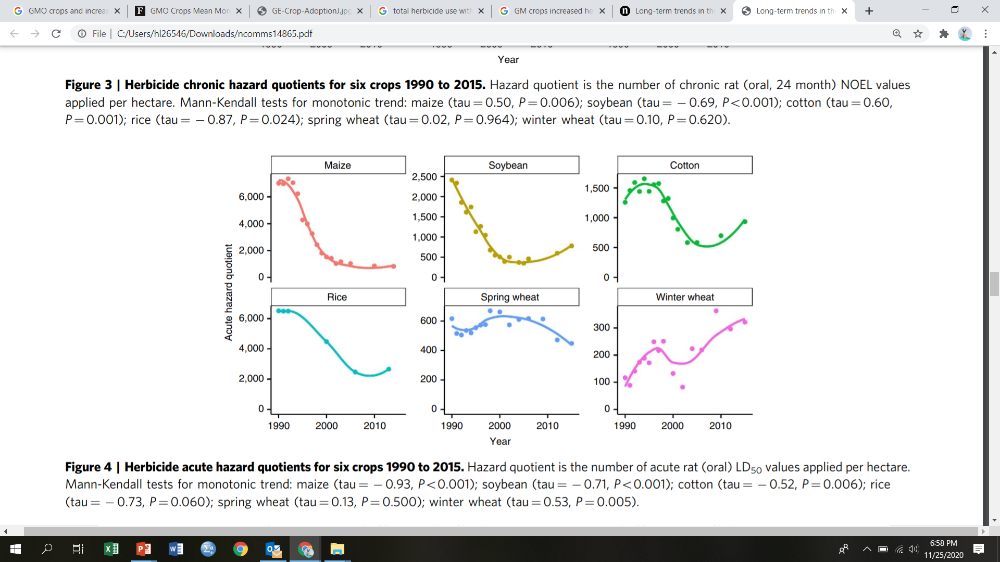 GMO crops and increas
GMO Crops Mean Mor
GE-Crop-AdoptionJ.jpg
total herbicide use with
GM crops increased he
Long-term trends in th
Long-term trends in th
File | C:/Users/hl26546/Downloads/ncomms14865.pdf
Year
Figure 3 | Herbicide chronic hazard quotients for six crops 1990 to 2015. Hazard quotient is the number of chronic rat (oral, 24 month) NOEL values
applied per hectare. Mann-Kendall tests for monotonic trend: maize (tau = 0.50, P = 0.006); soybean (tau = − 0.69, P < 0.001); cotton (tau = 0.60,
P = 0.001); rice (tau = − 0.87, P = 0.024); spring wheat (tau = 0.02, P = 0.964); winter wheat (tau = 0.10, P = 0.620).
Maize
Soybean
Cotton
6,000
4,000
2,000
0
2,500
2,000
1,500
1,000
500
0
1,500
1,000
500
0
Acute hazard quotient
Rice
Spring wheat
Winter wheat
6,000
4,000
2,000
0
600
400
200
0
300
200
100
0
1990 2000 2010
1990 2000 2010
1990 2000 2010
Year
Figure 4 | Herbicide acute hazard quotients for six crops 1990 to 2015. Hazard quotient is the number of acute rat (oral) LD50 values applied per hectare.
Mann-Kendall tests for monotonic trend: maize (tau = − 0.93, P < 0.001); soybean (tau = − 0.71, P < 0.001); cotton (tau = − 0.52, P = 0.006); rice
(tau = − 0.73, P = 0.060); spring wheat (tau = 0.13, P = 0.500); winter wheat (tau = 0.53, P = 0.005).
6:58 PM
11/25/2020